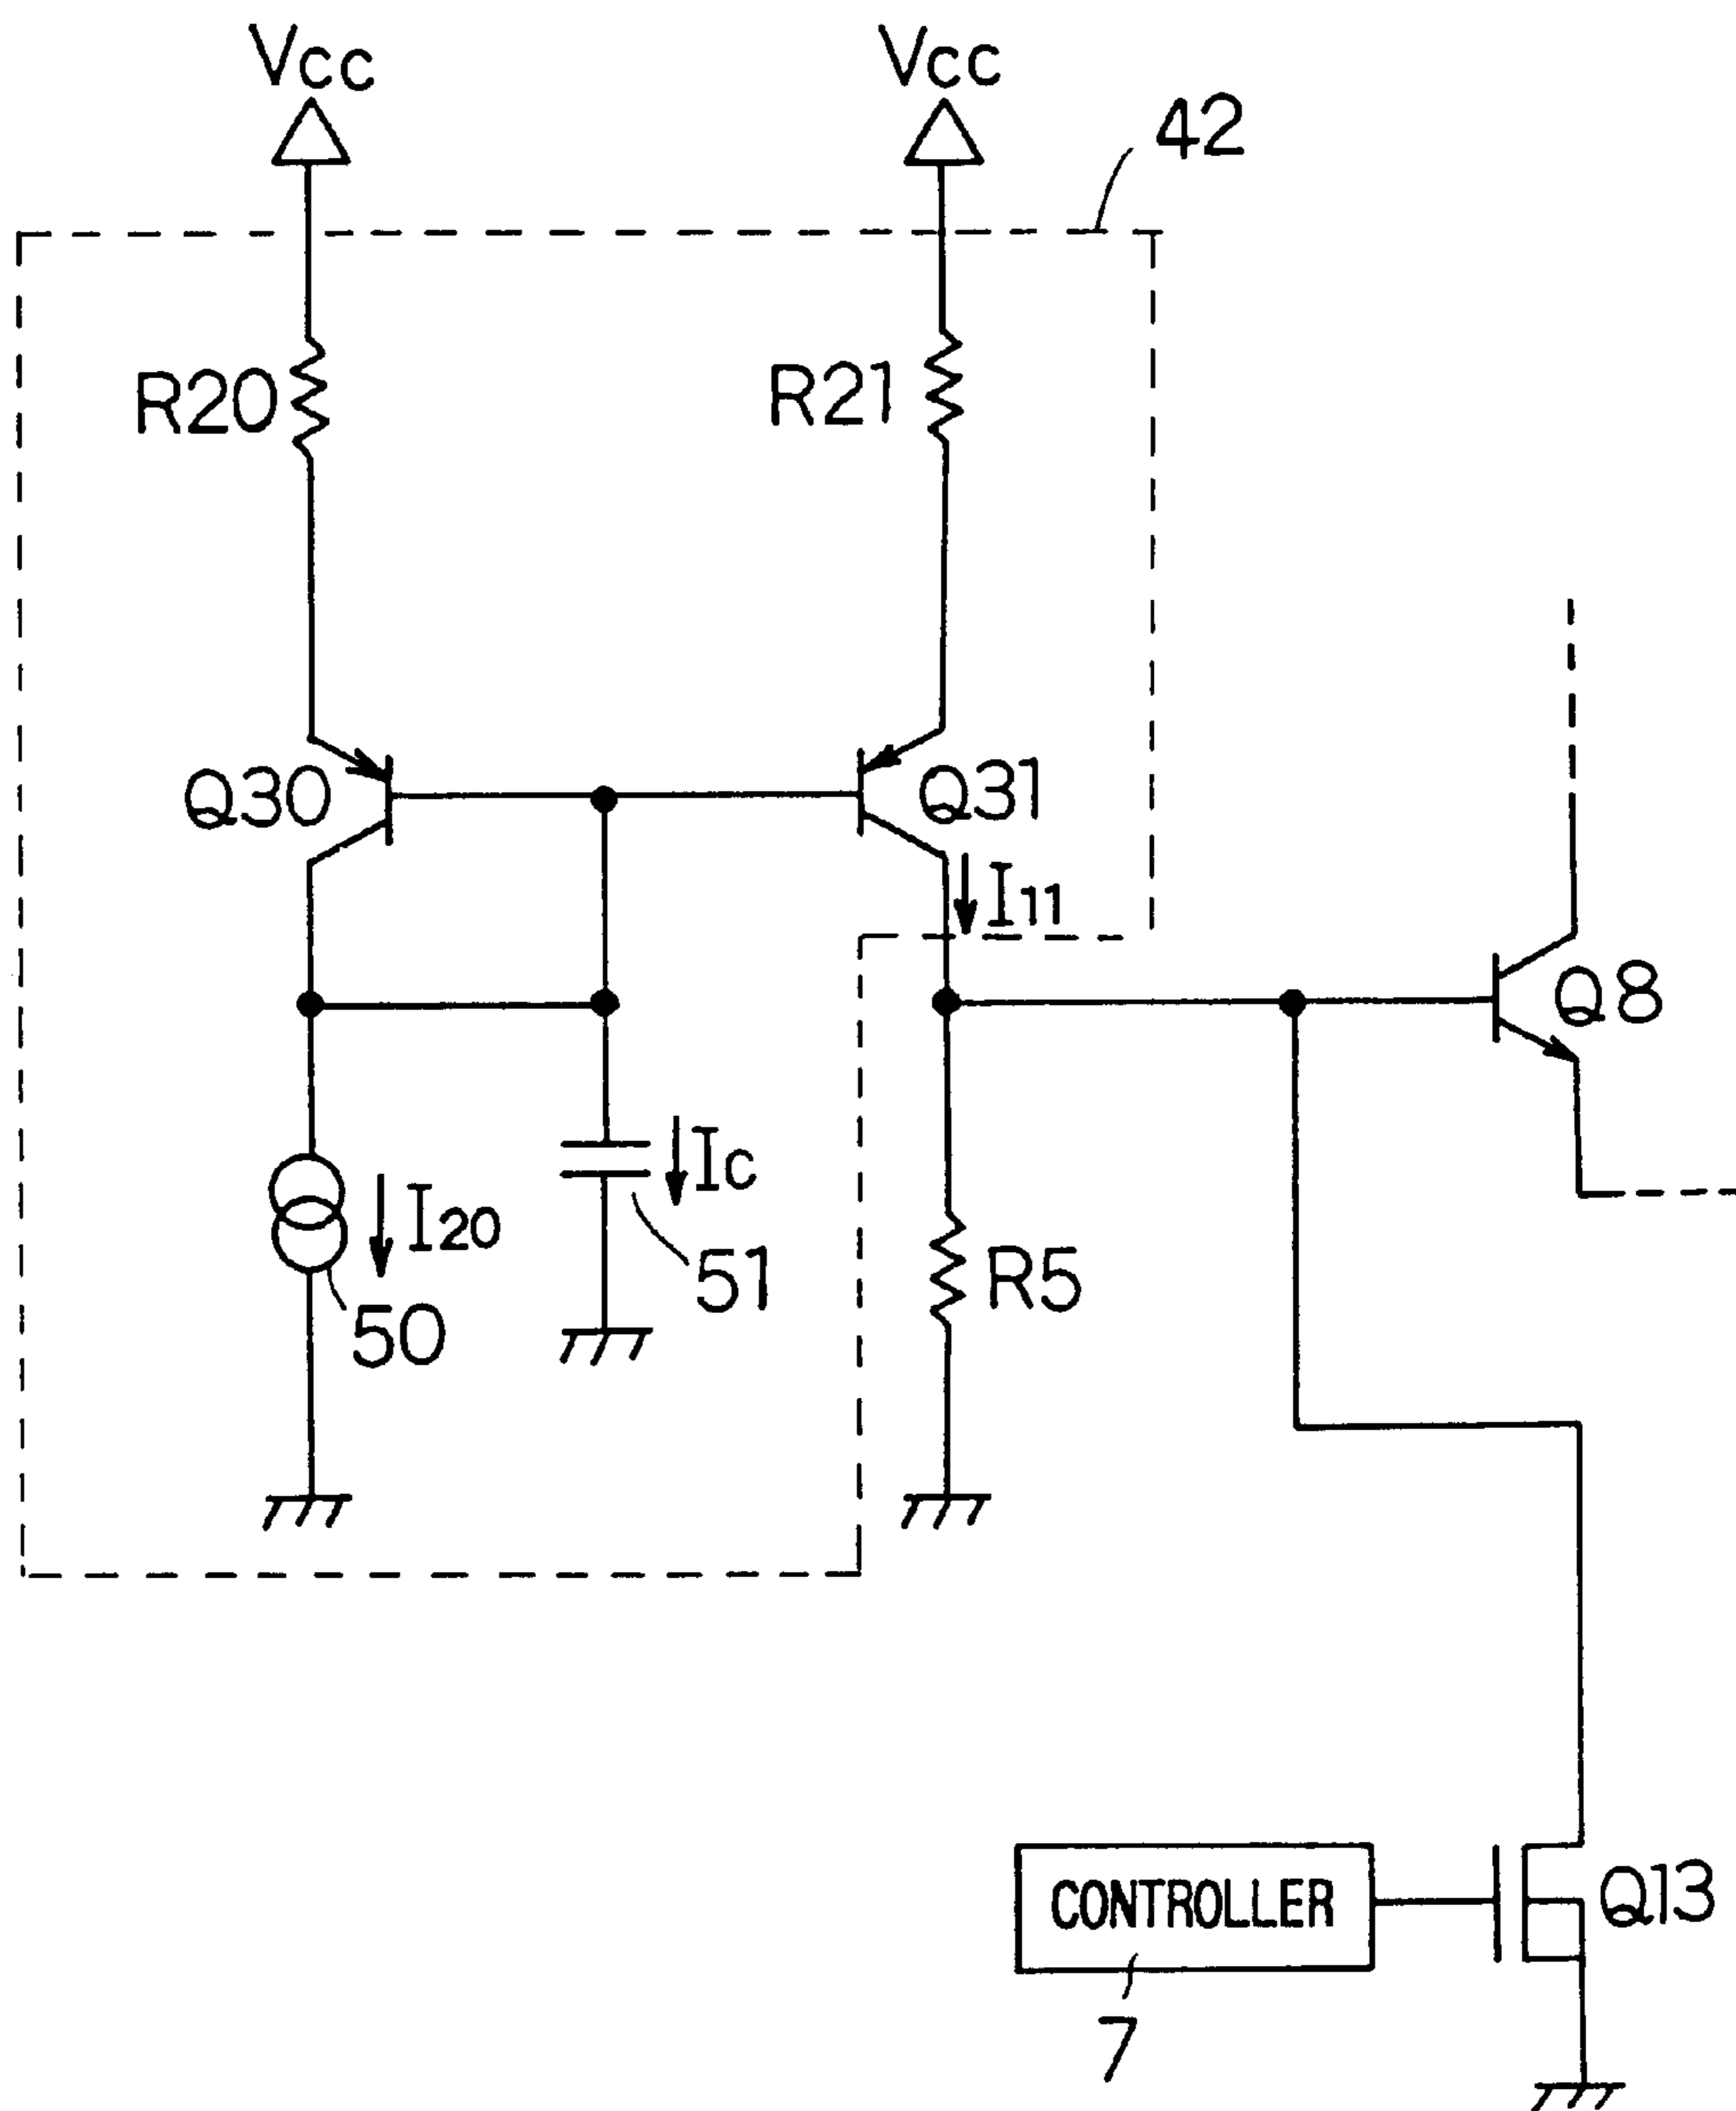 Vcc Vcc
42
R20 R21
Q30 Q31
I11
Q8
Ic
I20
51
R5
50
CONTROLLER
Q13
7